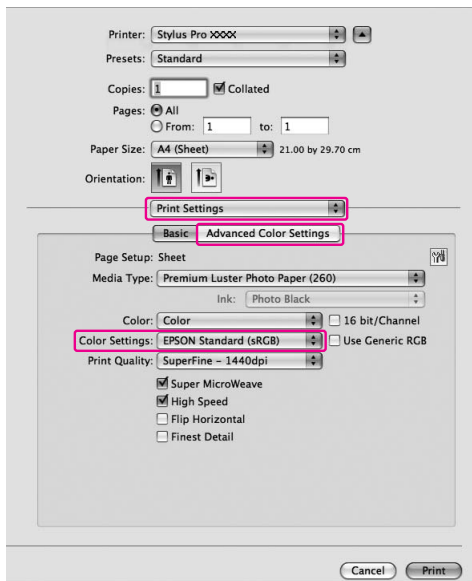 Printer: Stylus Pro XXXX
Presets: Standard
Copies: 1 Collated
Pages: All
From: 1 to: 1
Paper Size: A4 (Sheet) 21.00 by 29.70 cm
Orientation:
Print Settings
Basic Advanced Color Settings
Page Setup: Sheet
Media Type: Premium Luster Photo Paper (260)
Ink: Photo Black
Color: Color 16 bit/Channel
Color Settings: EPSON Standard (sRGB) Use Generic RGB
Print Quality: SuperFine - 1440dpi
Super MicroWeave
High Speed
Flip Horizontal
Finest Detail
Cancel Print